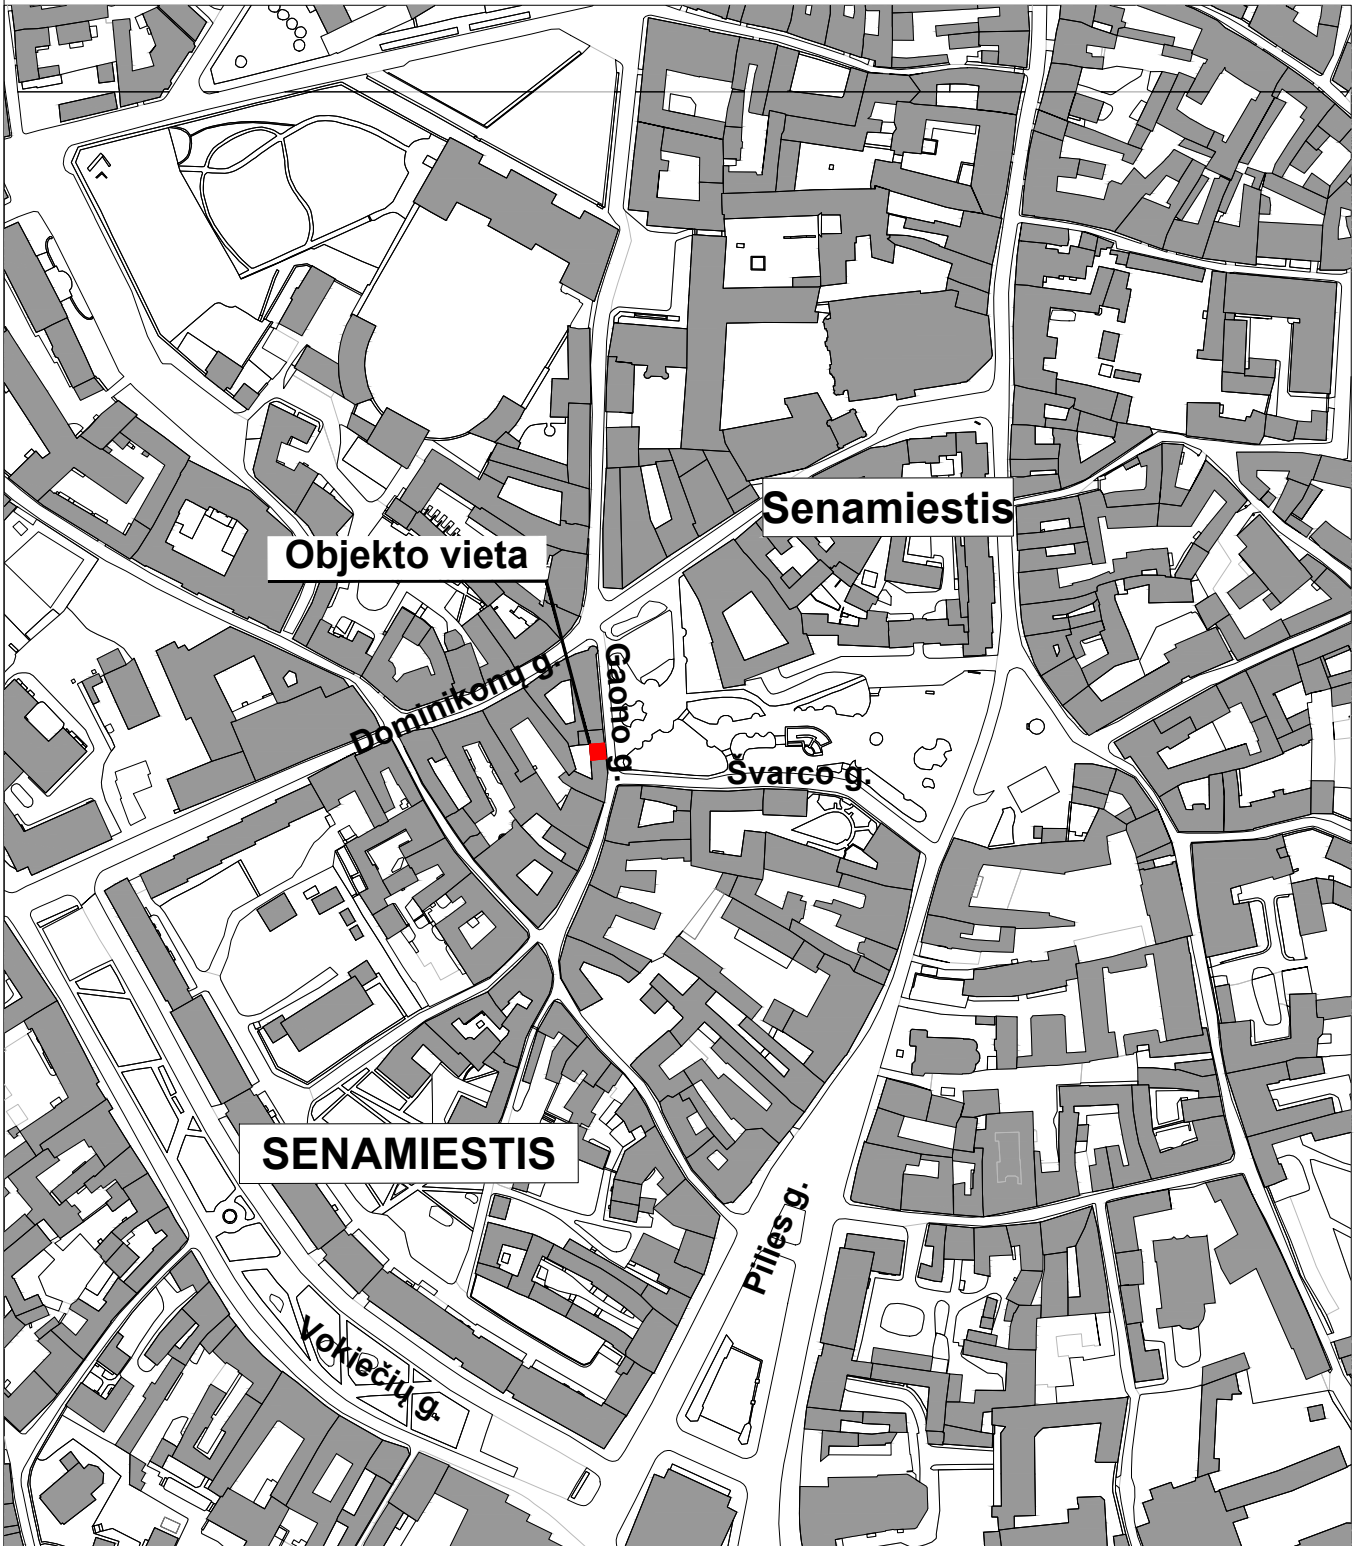 Senamiestis
Objekto vieta
Gaono g.
Dominikonų g.
Švarco g.
SENAMIESTIS
Pilies g.
Vokiečių g.